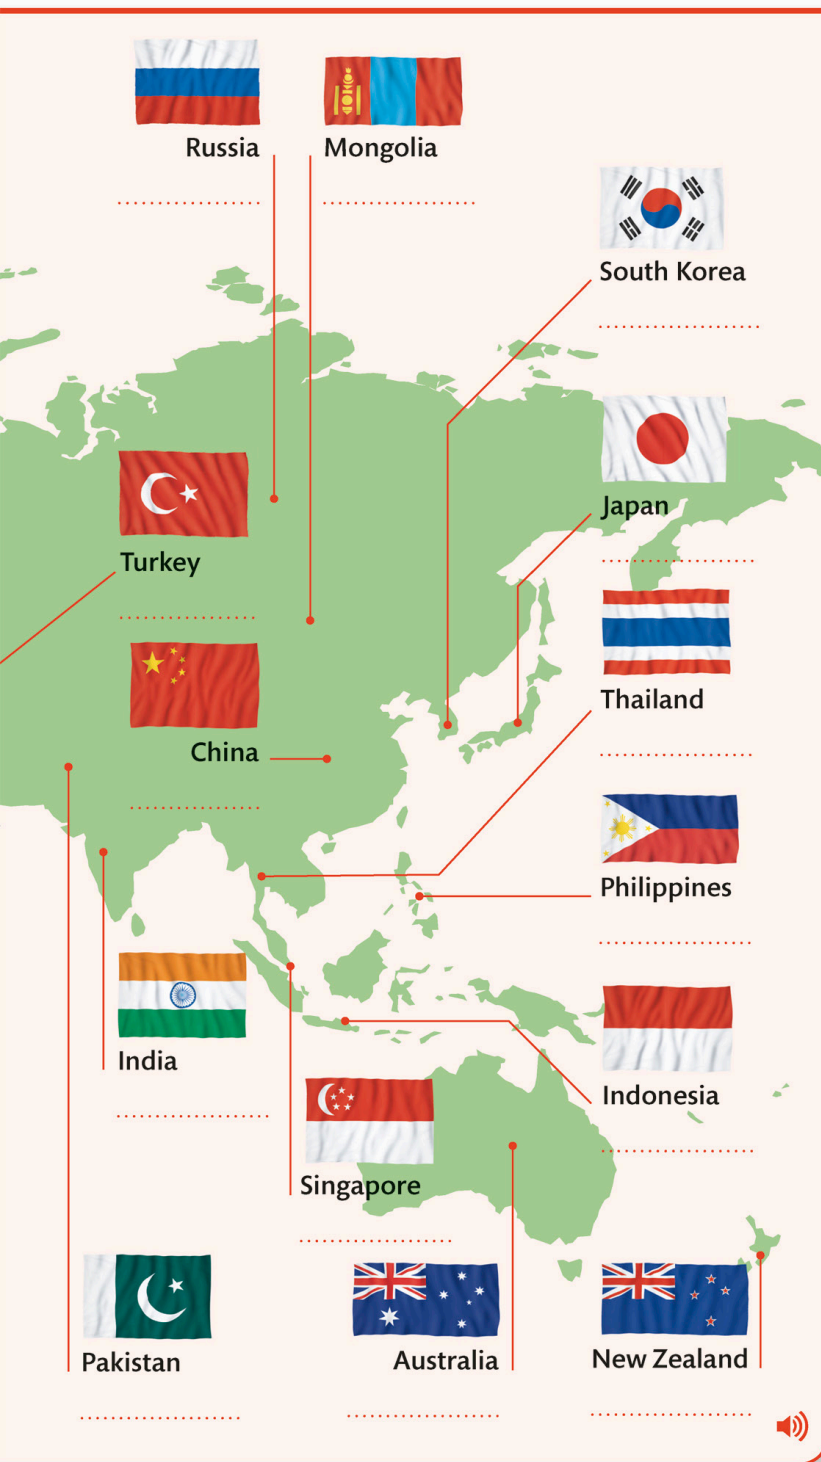 Russia
Mongolia
South Korea
Japan
Turkey
Thailand
China
Philippines
India
Indonesia
Singapore
Pakistan
Australia
New Zealand